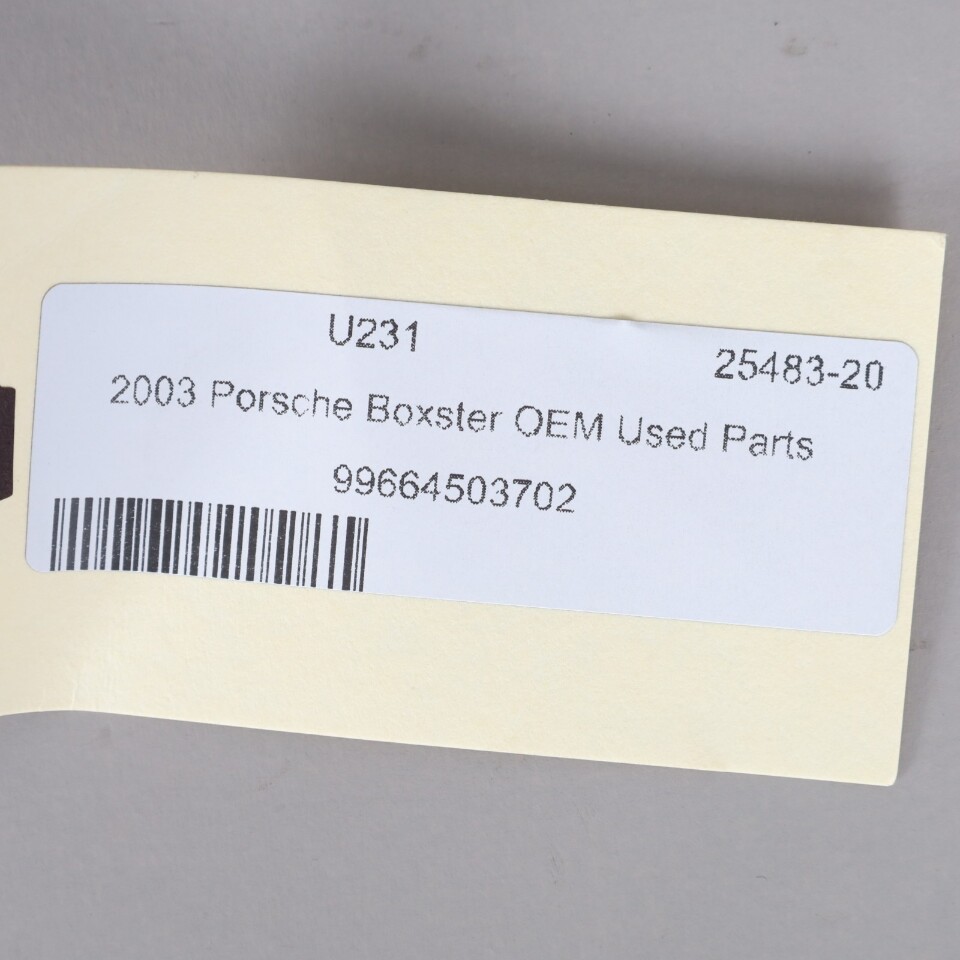 U231
25483-20
2003 Porsche Boxster OEM Used Parts
99664503702